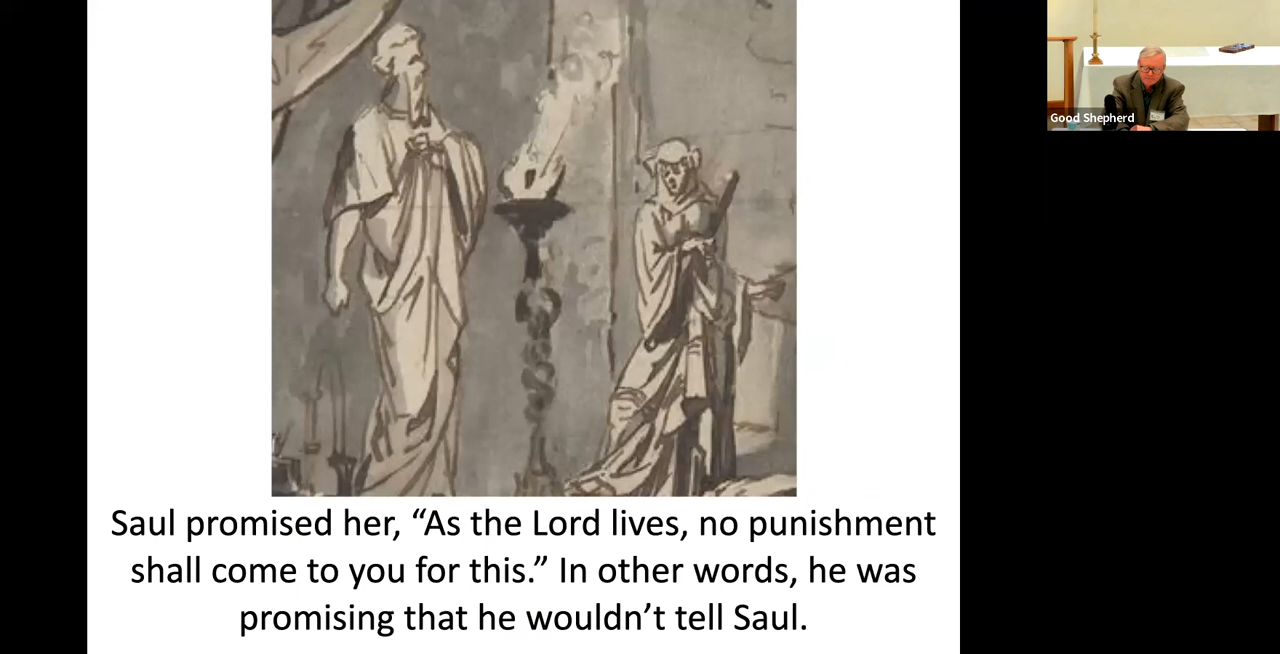 Good Shepherd
Saul promised her, “As the Lord lives, no punishment
shall come to you for this.” In other words, he was
promising that he wouldn’t tell Saul.